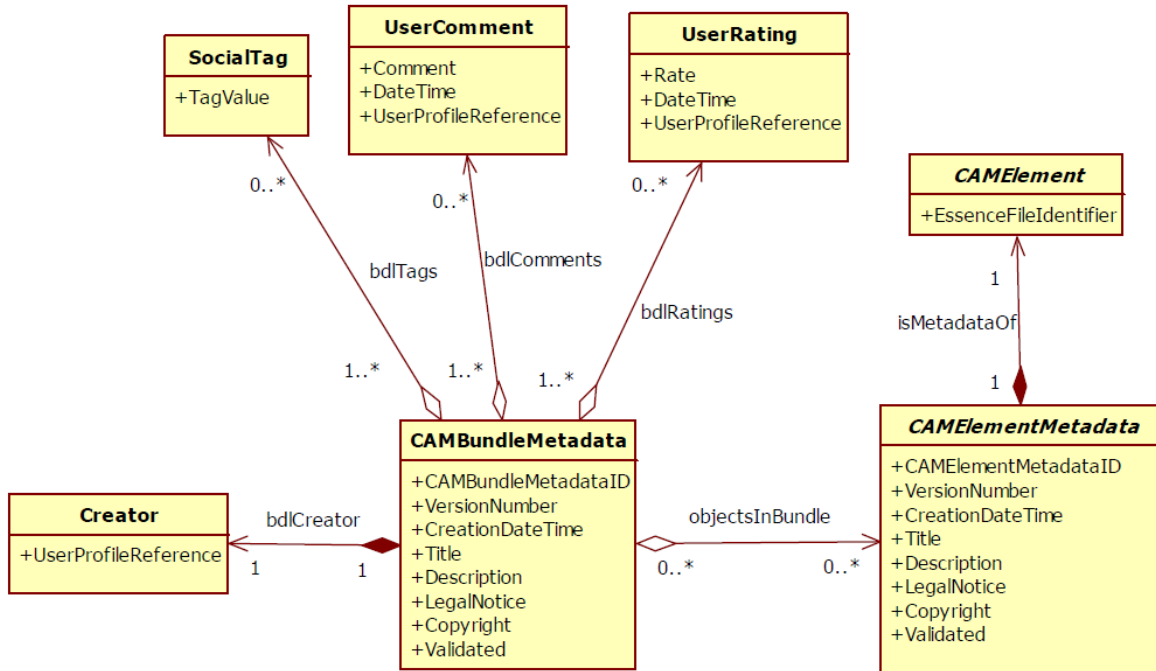 UserComment
+Comment
+DateTime
+UserProfileReference
UserRating
+Rate
+DateTime
+UserProfileReference
SocialTag
+TagValue
0..*
0..*
0..*
CAMElement
+EssenceFileIdentifier
bdlTags
bdlComments
bdlRatings
1
isMetadataOf
1
1..*
1..*
1..*
CAMBundleMetadata
+CAMBundleMetadataID
+VersionNumber
+CreationDateTime
+Title
+Description
+LegalNotice
+Copyright
+Validated
CAMElementMetadata
+CAMElementMetadataID
+VersionNumber
+CreationDateTime
+Title
+Description
+LegalNotice
+Copyright
+Validated
Creator
+UserProfileReference
bdlCreator
1
1
objectsInBundle
0..*
0..*